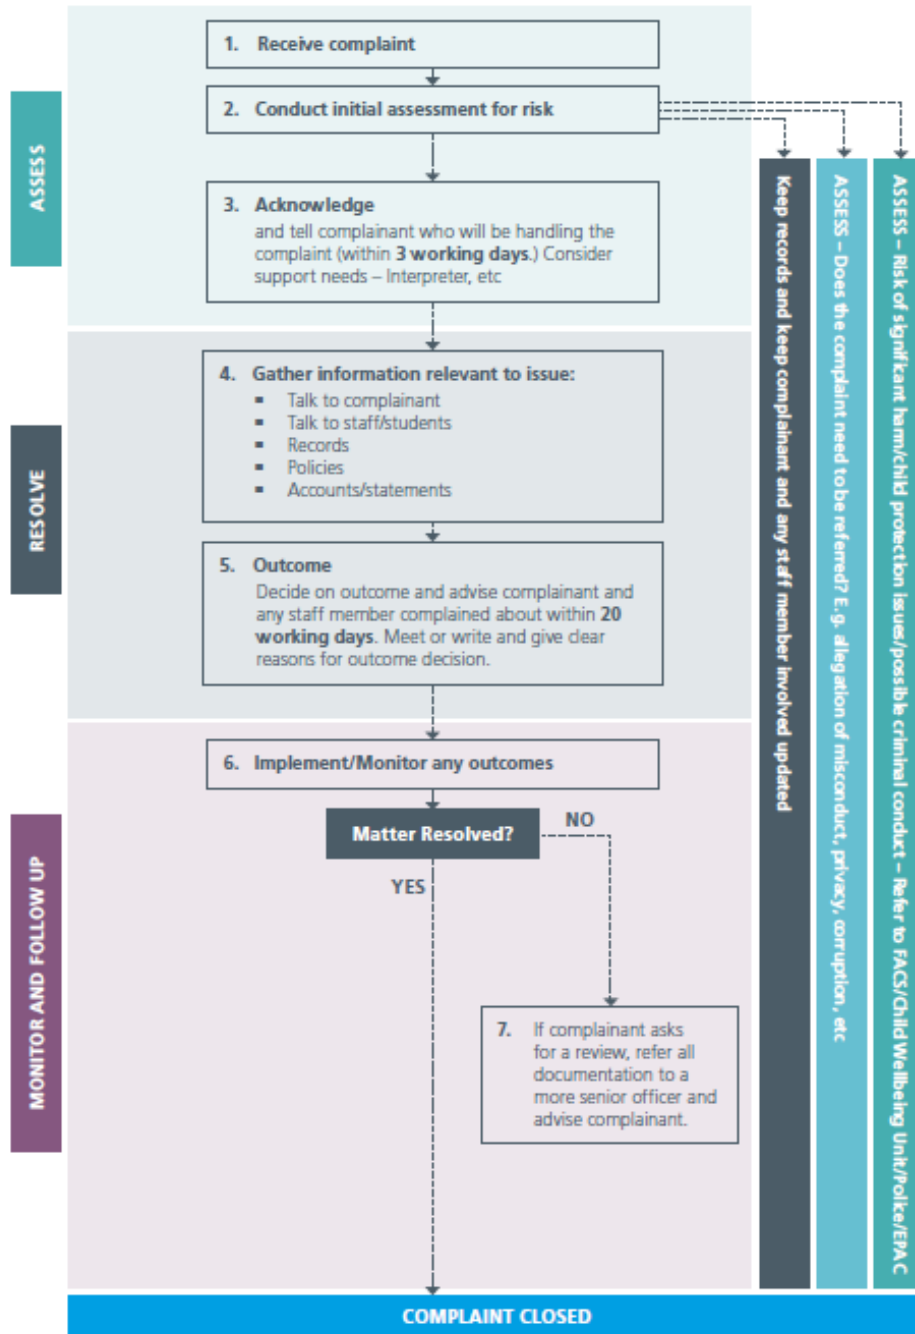 1. Receive complaint
2. Conduct initial assessment for risk
ASSESS
3. Acknowledge
and tell complainant who will be handling the
complaint (within 3 working days.) Consider
support needs – Interpreter, etc
RESOLVE
4. Gather information relevant to issue:
▪ Talk to complainant
▪ Talk to staff/students
▪ Records
▪ Policies
▪ Accounts/statements
5. Outcome
Decide on outcome and advise complainant and
any staff member complained about within 20
working days. Meet or write and give clear
reasons for outcome decision.
MONITOR AND FOLLOW UP
6. Implement/Monitor any outcomes
Matter Resolved?
NO
YES
7. If complainant asks
for a review, refer all
documentation to a
more senior officer and
advise complainant.
Keep records and keep complainant and any staff member involved updated
ASSESS – Does the complaint need to be referred? E.g. allegation of misconduct, privacy, corruption, etc
ASSESS – Risk of significant harm/child protection issues/possible criminal conduct – Refer to FACS/Child Wellbeing Unit/Police/EPAC
COMPLAINT CLOSED